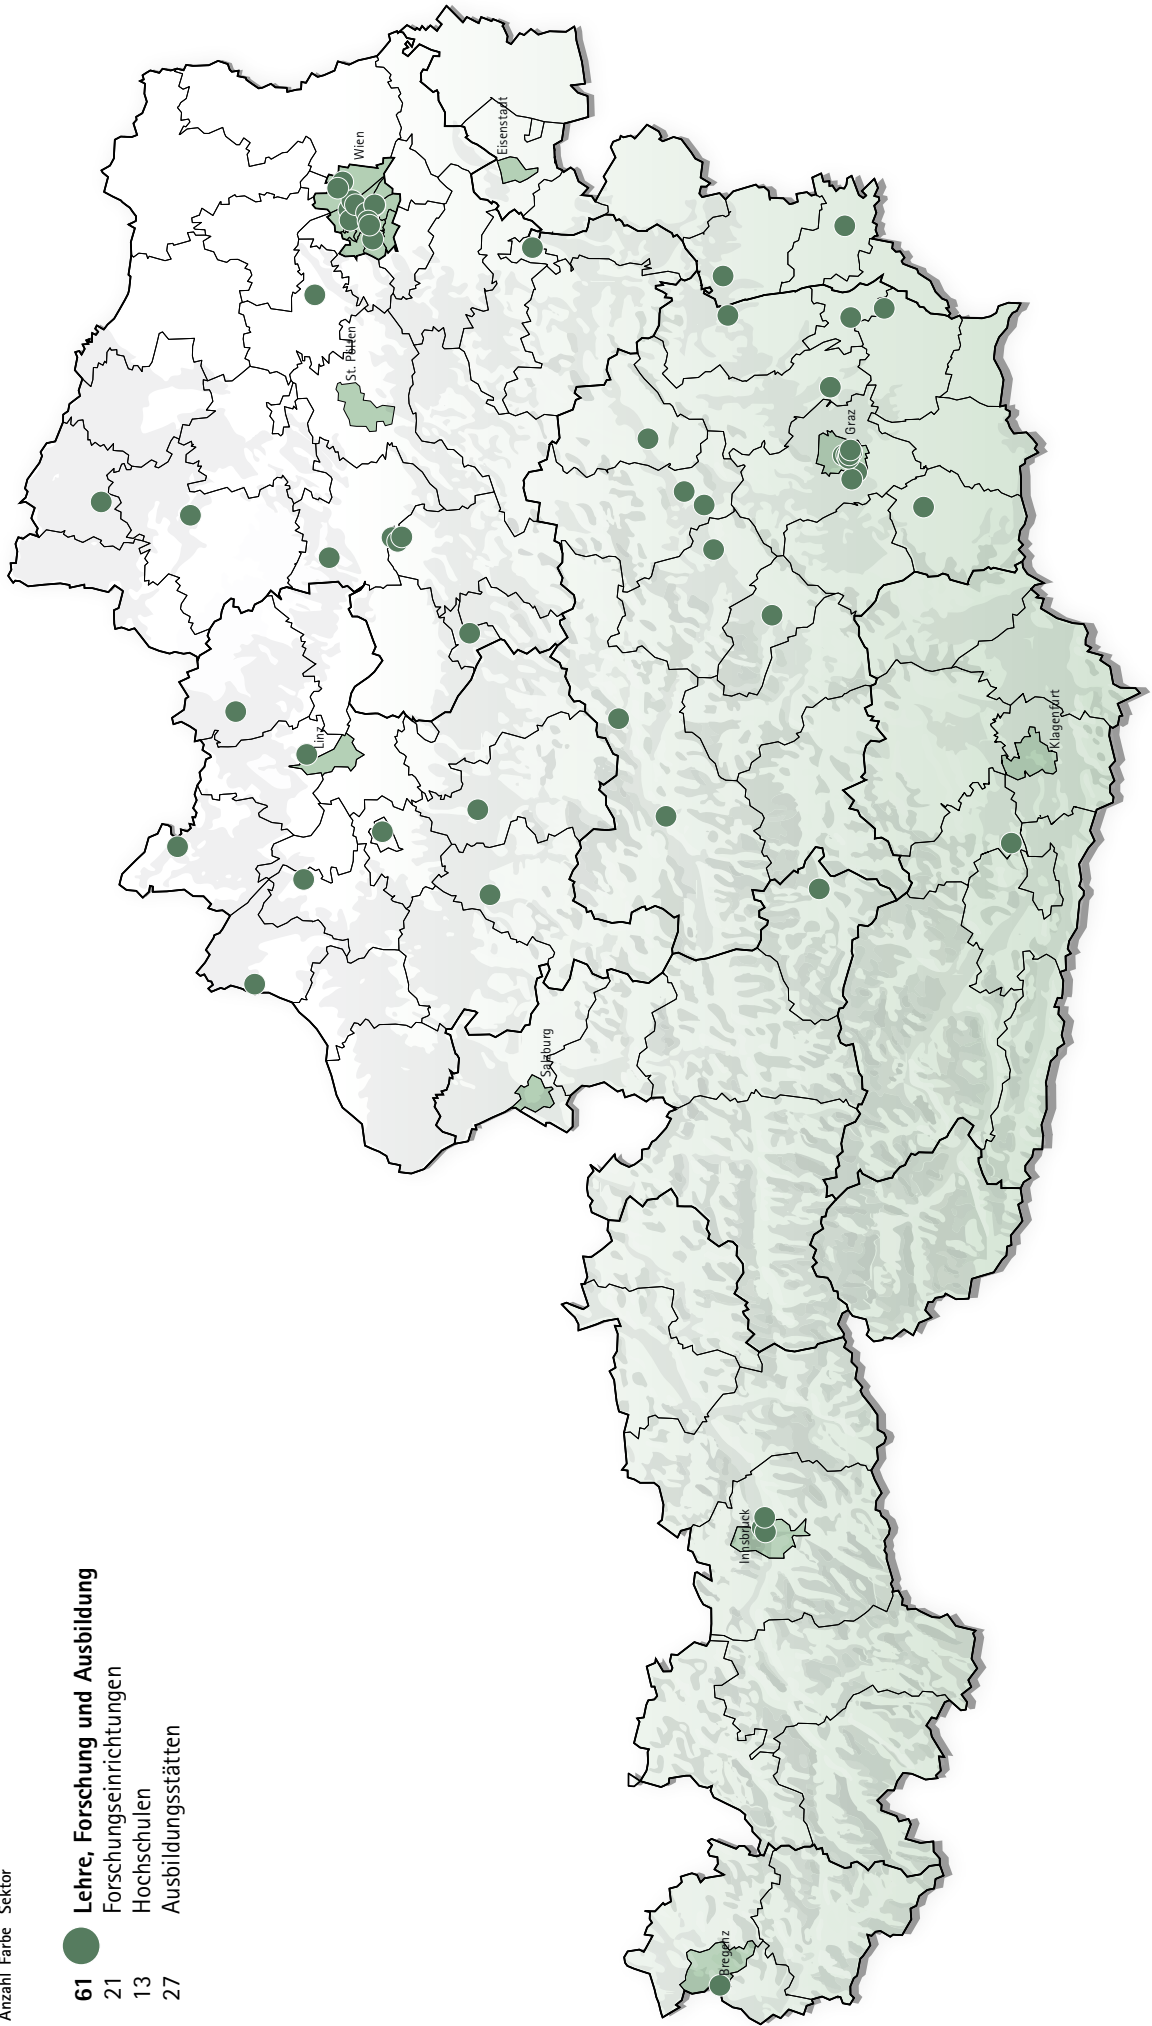 Anzahl Farbe Sektor
61 Lehre, Forschung und Ausbildung
21 Forschungseinrichtungen
13 Hochschulen
27 Ausbildungsstätten
Wien
Eisenstadt
St. Pölten
Linz
Graz
Salzburg
Klagenfurt
Innsbruck
Bregenz